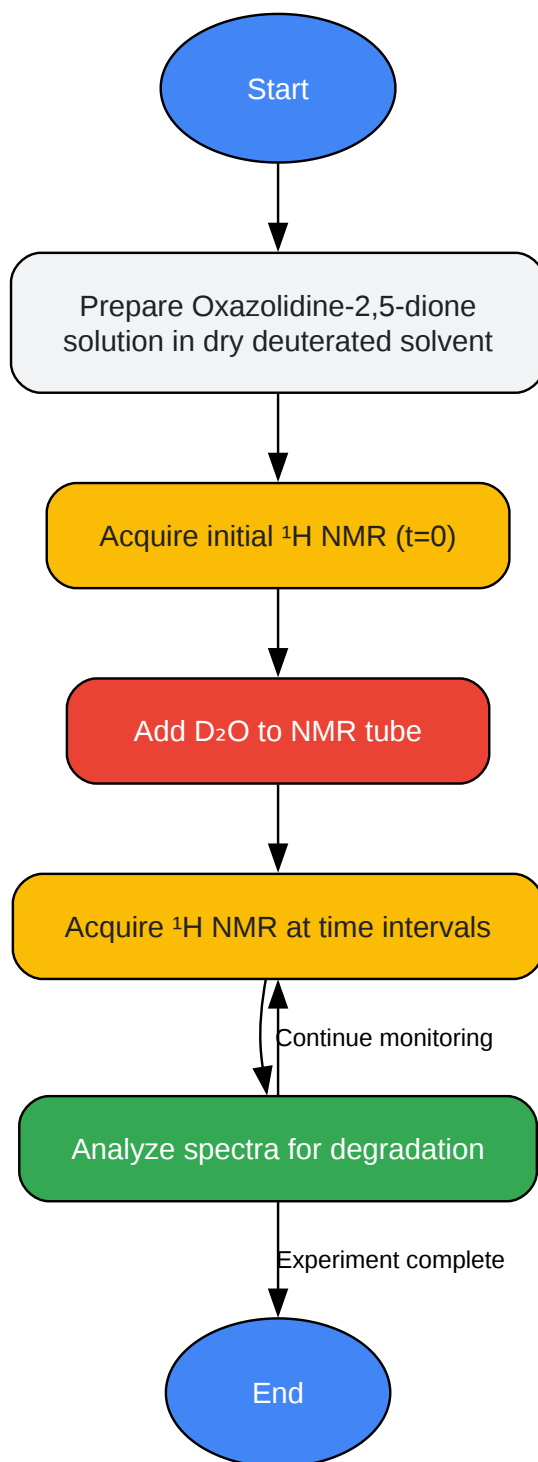 Start
Prepare Oxazolidine-2,5-dione
solution in dry deuterated solvent
Acquire initial ¹H NMR (t=0)
Add D₂O to NMR tube
Acquire ¹H NMR at time intervals
Continue monitoring
Analyze spectra for degradation
Experiment complete
End